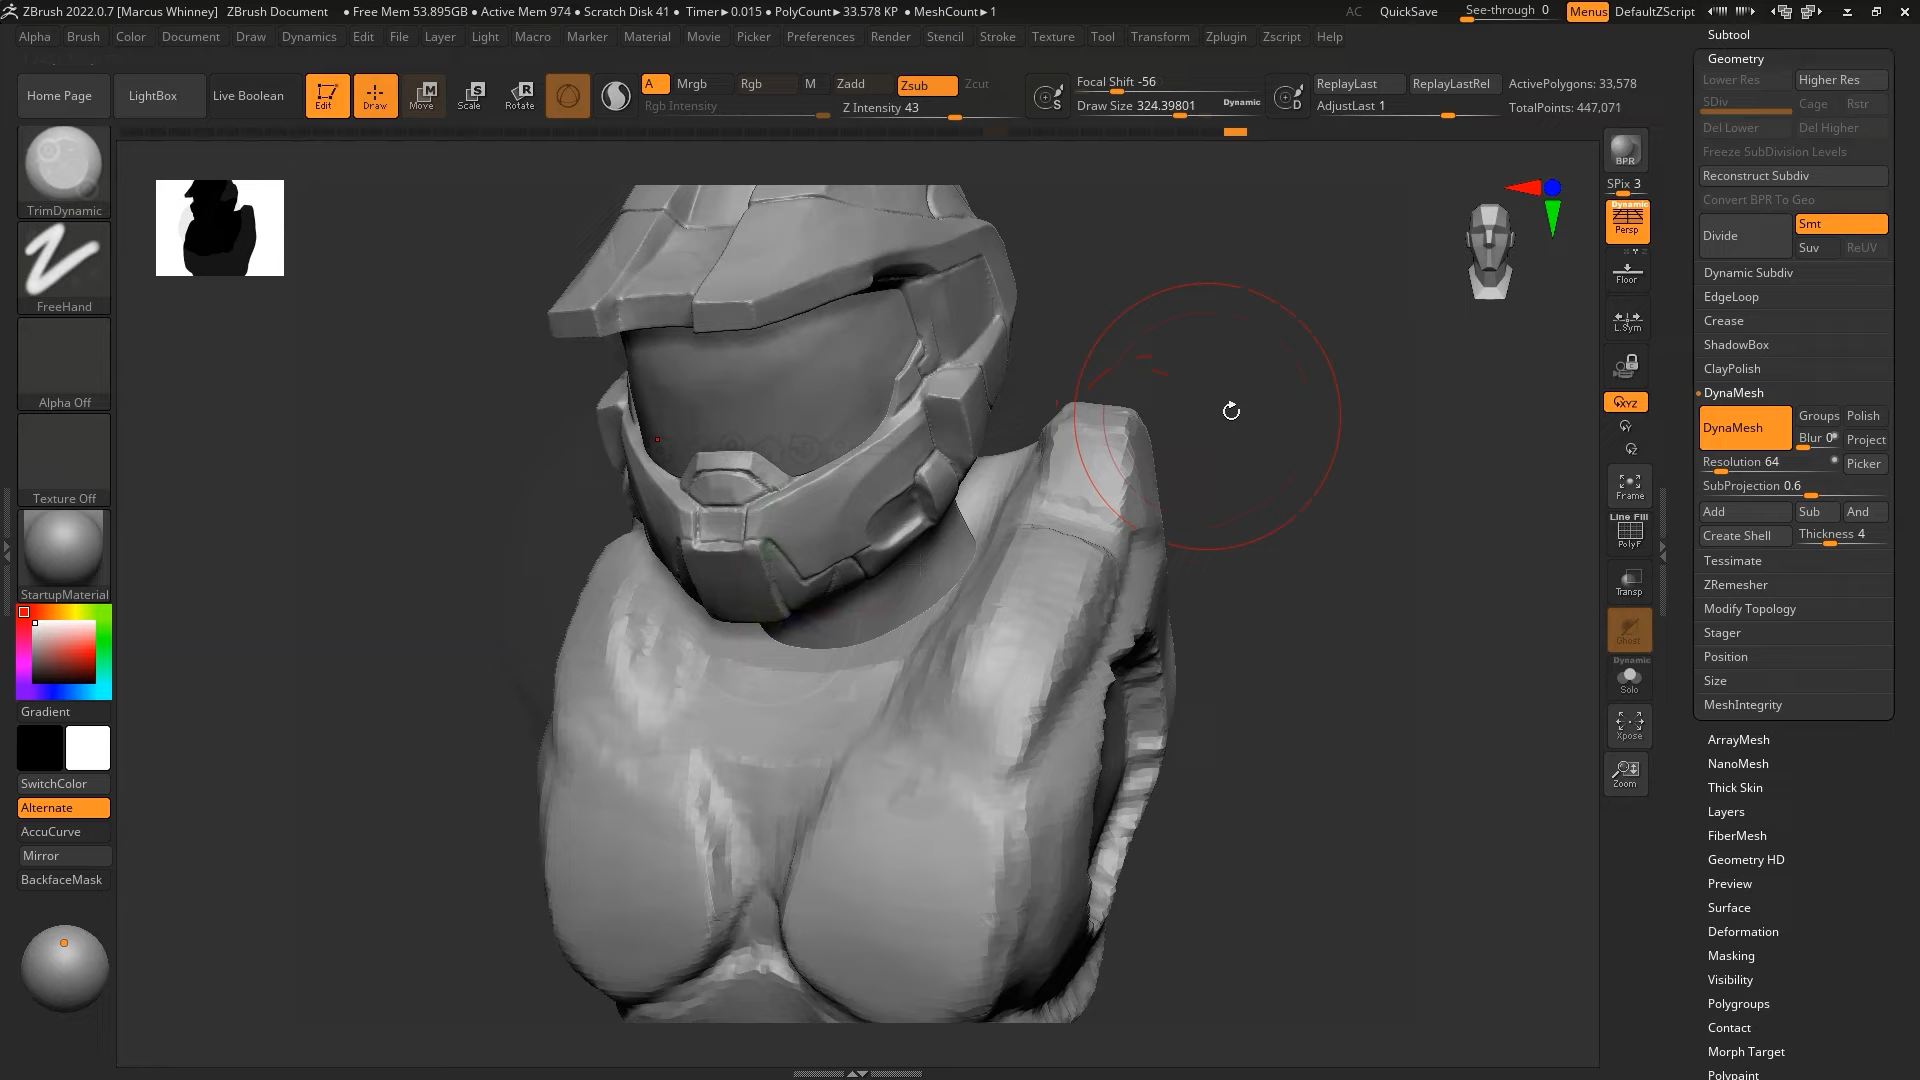 ZBrush 2022.0.7 [Marcus Whinney] ZBrush Document ● Free Mem 53.895GB ● Active Mem 974 ● Scratch Disk 41 ● Timer►0.015 ● PolyCount►33.578 KP ● MeshCount►1 AC QuickSave See-through 0 Menus DefaultZScript
Alpha Brush Color Document Draw Dynamics Edit File Layer Light Macro Marker Material Movie Picker Preferences Render Stencil Stroke Texture Tool Transform Zplugin Zscript Help
Home Page LightBox Live Boolean Edit Draw Move Scale Rotate
M S R
A Mrgb Rgb M Zadd Zsub Zcut
Rgb Intensity Z Intensity 43
S Focal Shift -56
Draw Size 324.39801 Dynamic
D ReplayLast ReplayLastRel
AdjustLast 1
ActivePolygons: 33,578
TotalPoints: 447,071
TrimDynamic
FreeHand
Alpha Off
Texture Off
StartupMaterial
Gradient
SwitchColor
Alternate
AccuCurve
Mirror
BackfaceMask
BPR
SPix 3
Dynamic
Persp
Floor
L.Sym
XYZ
Y
Z
Frame
Line Fill
PolyF
Transp
Ghost
Dynamic
Solo
Xpose
Zoom
Subtool
Geometry
Lower Res Higher Res
SDiv Cage Rstr
Del Lower Del Higher
Freeze SubDivision Levels
Reconstruct Subdiv
Convert BPR To Geo
Divide Smt
Suv ReUV
Dynamic Subdiv
EdgeLoop
Crease
ShadowBox
ClayPolish
DynaMesh
DynaMesh Groups Polish
Blur 0 Project
Resolution 64 Picker
SubProjection 0.6
Add Sub And
Create Shell Thickness 4
Tessimate
ZRemesher
Modify Topology
Stager
Position
Size
MeshIntegrity
ArrayMesh
NanoMesh
Thick Skin
Layers
FiberMesh
Geometry HD
Preview
Surface
Deformation
Masking
Visibility
Polygroups
Contact
Morph Target
Polypaint